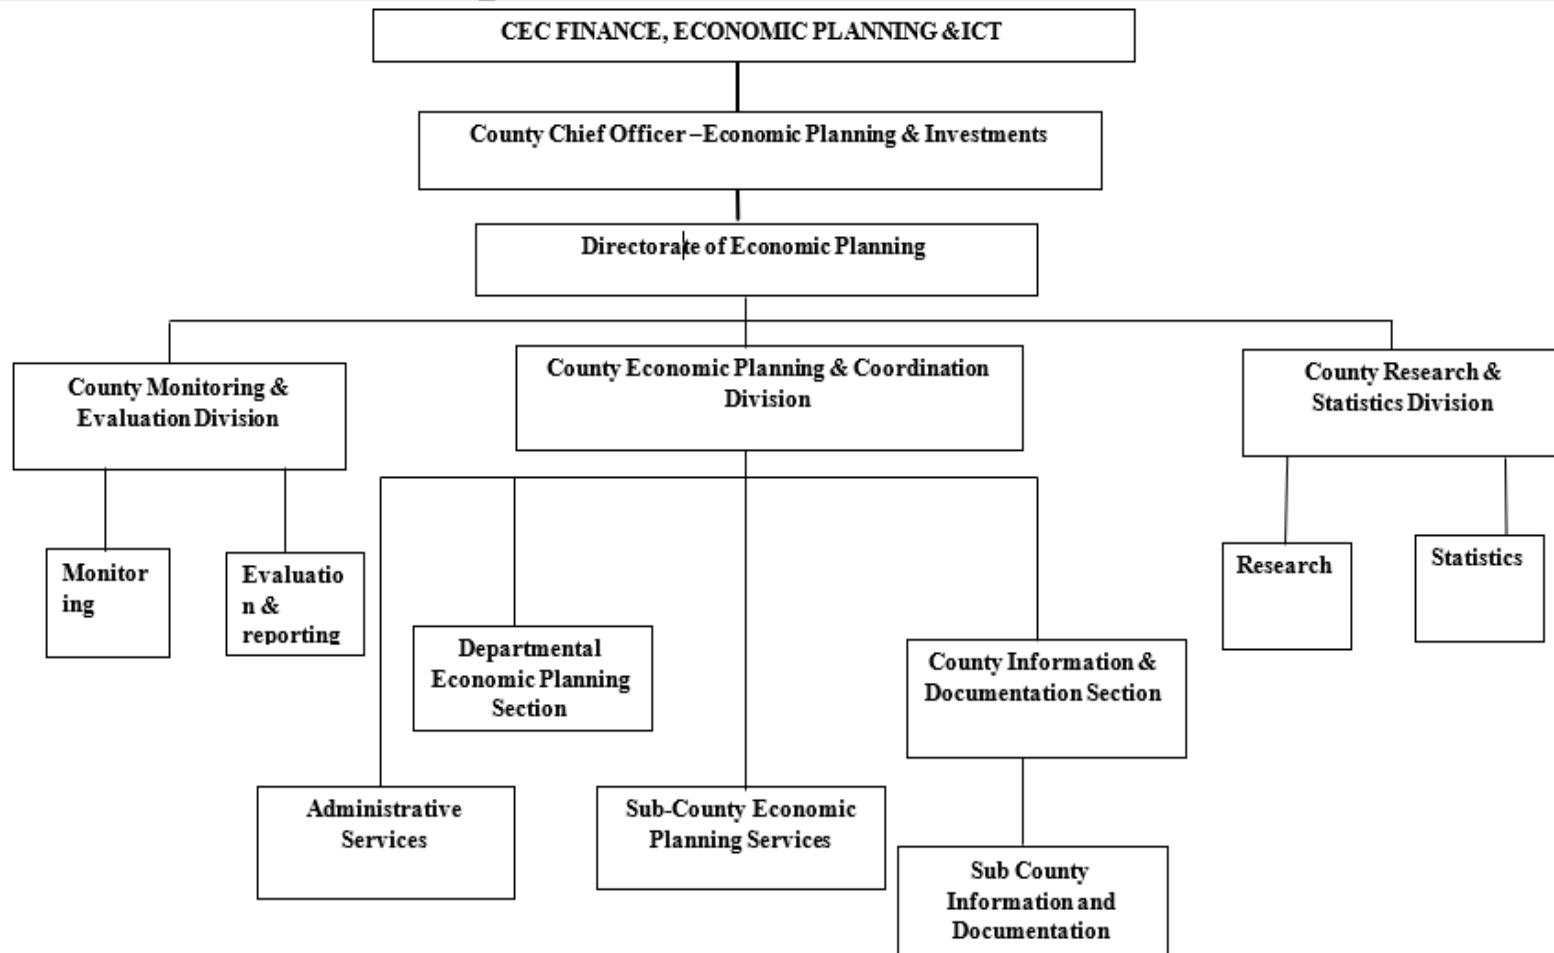 CEC FINANCE, ECONOMIC PLANNING &ICT
County Chief Officer –Economic Planning & Investments
Directorate of Economic Planning
County Monitoring &
Evaluation Division
County Economic Planning & Coordination
Division
County Research &
Statistics Division
Monitor
ing
Evaluatio
n &
reporting
Research
Statistics
Departmental
Economic Planning
Section
County Information &
Documentation Section
Administrative
Services
Sub-County Economic
Planning Services
Sub County
Information and
Documentation